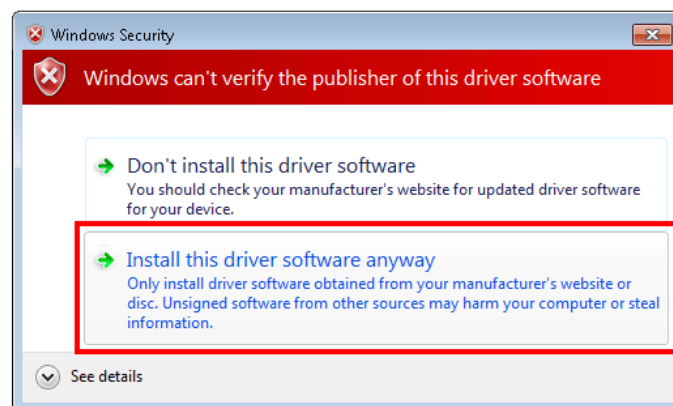 Windows Security
Windows can't verify the publisher of this driver software
Don't install this driver software
You should check your manufacturer's website for updated driver software
for your device.
Install this driver software anyway
Only install driver software obtained from your manufacturer's website or
disc. Unsigned software from other sources may harm your computer or steal
information.
See details